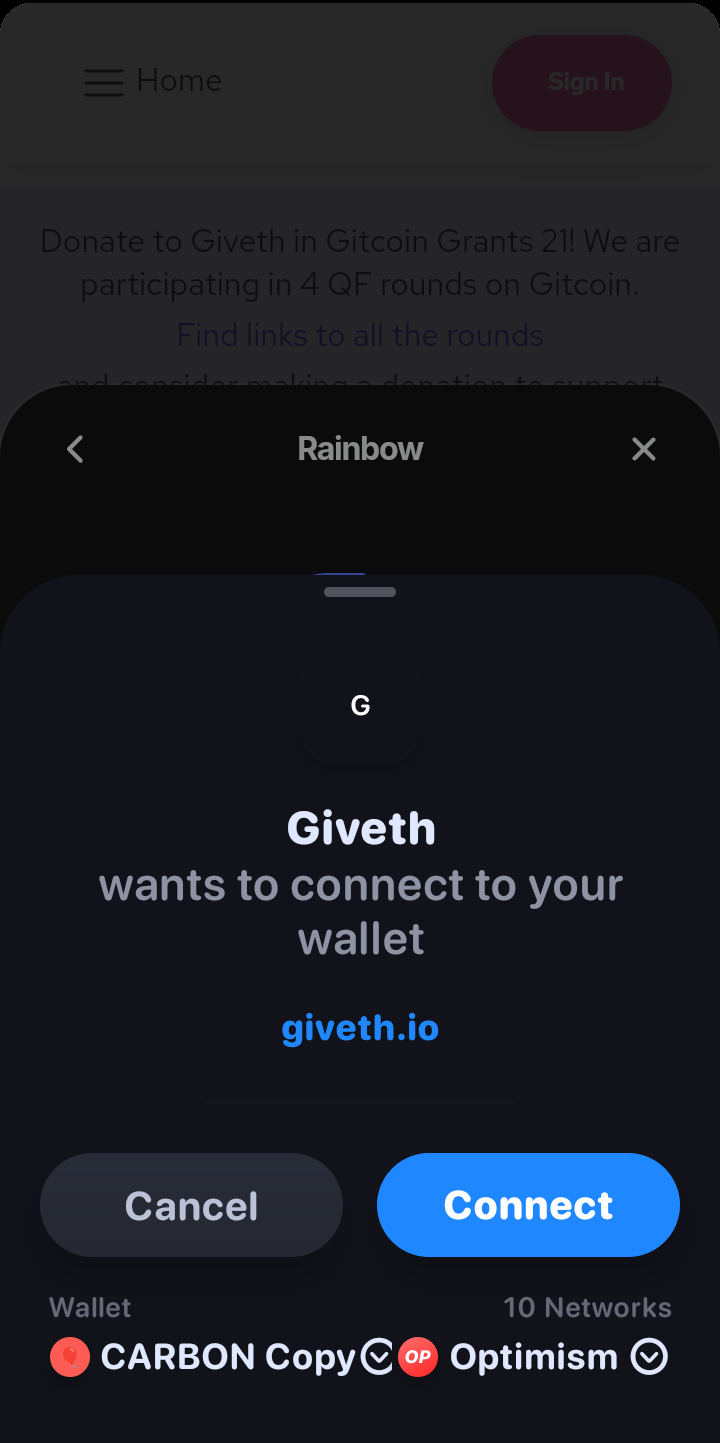 Home
Sign In
Donate to Giveth in Gitcoin Grants 21! We are
participating in 4 QF rounds on Gitcoin.
Find links to all the rounds
and consider making a donation to support
Rainbow
G
Giveth
wants to connect to your
wallet
giveth.io
Cancel
Connect
Wallet
10 Networks
CARBON Copy
OP Optimism